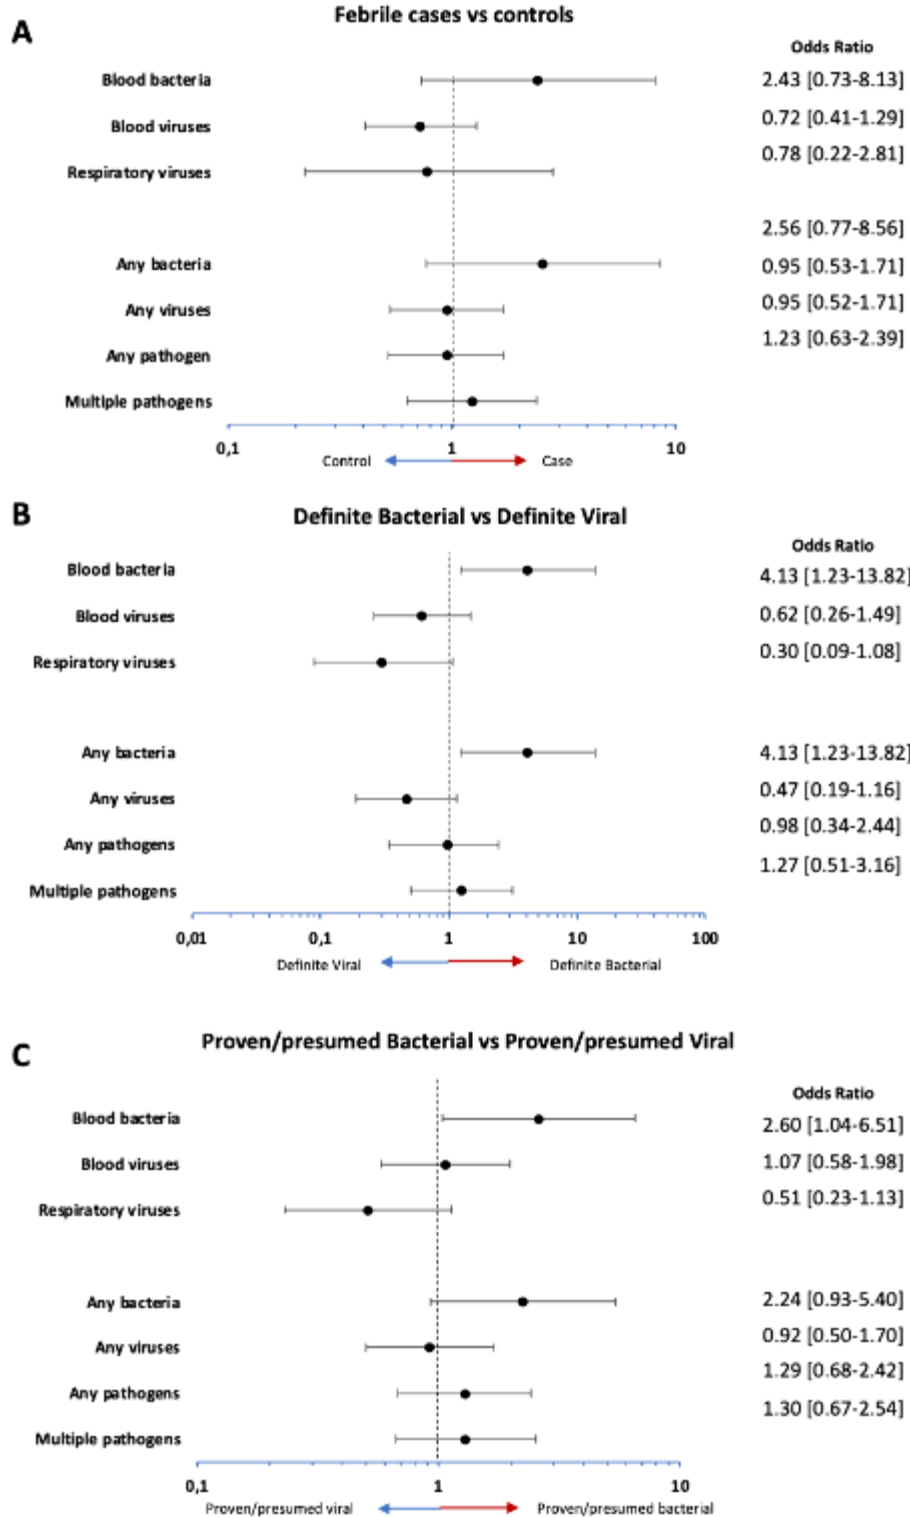 A
Febrile cases vs controls
Odds Ratio
Blood bacteria
2.43 [0.73-8.13]
Blood viruses
0.72 [0.41-1.29]
Respiratory viruses
0.78 [0.22-2.81]
2.56 [0.77-8.56]
Any bacteria
0.95 [0.53-1.71]
Any viruses
0.95 [0.52-1.71]
Any pathogen
1.23 [0.63-2.39]
Multiple pathogens
0,1 1 10
Control Case
B
Definite Bacterial vs Definite Viral
Odds Ratio
Blood bacteria
4.13 [1.23-13.82]
Blood viruses
0.62 [0.26-1.49]
Respiratory viruses
0.30 [0.09-1.08]
Any bacteria
4.13 [1.23-13.82]
Any viruses
0.47 [0.19-1.16]
Any pathogens
0.98 [0.34-2.44]
Multiple pathogens
1.27 [0.51-3.16]
0,01 0,1 1 10 100
Definite Viral Definite Bacterial
C
Proven/presumed Bacterial vs Proven/presumed Viral
Odds Ratio
Blood bacteria
2.60 [1.04-6.51]
Blood viruses
1.07 [0.58-1.98]
Respiratory viruses
0.51 [0.23-1.13]
Any bacteria
2.24 [0.93-5.40]
Any viruses
0.92 [0.50-1.70]
Any pathogens
1.29 [0.68-2.42]
Multiple pathogens
1.30 [0.67-2.54]
0,1 1 10
Proven/presumed viral Proven/presumed bacterial